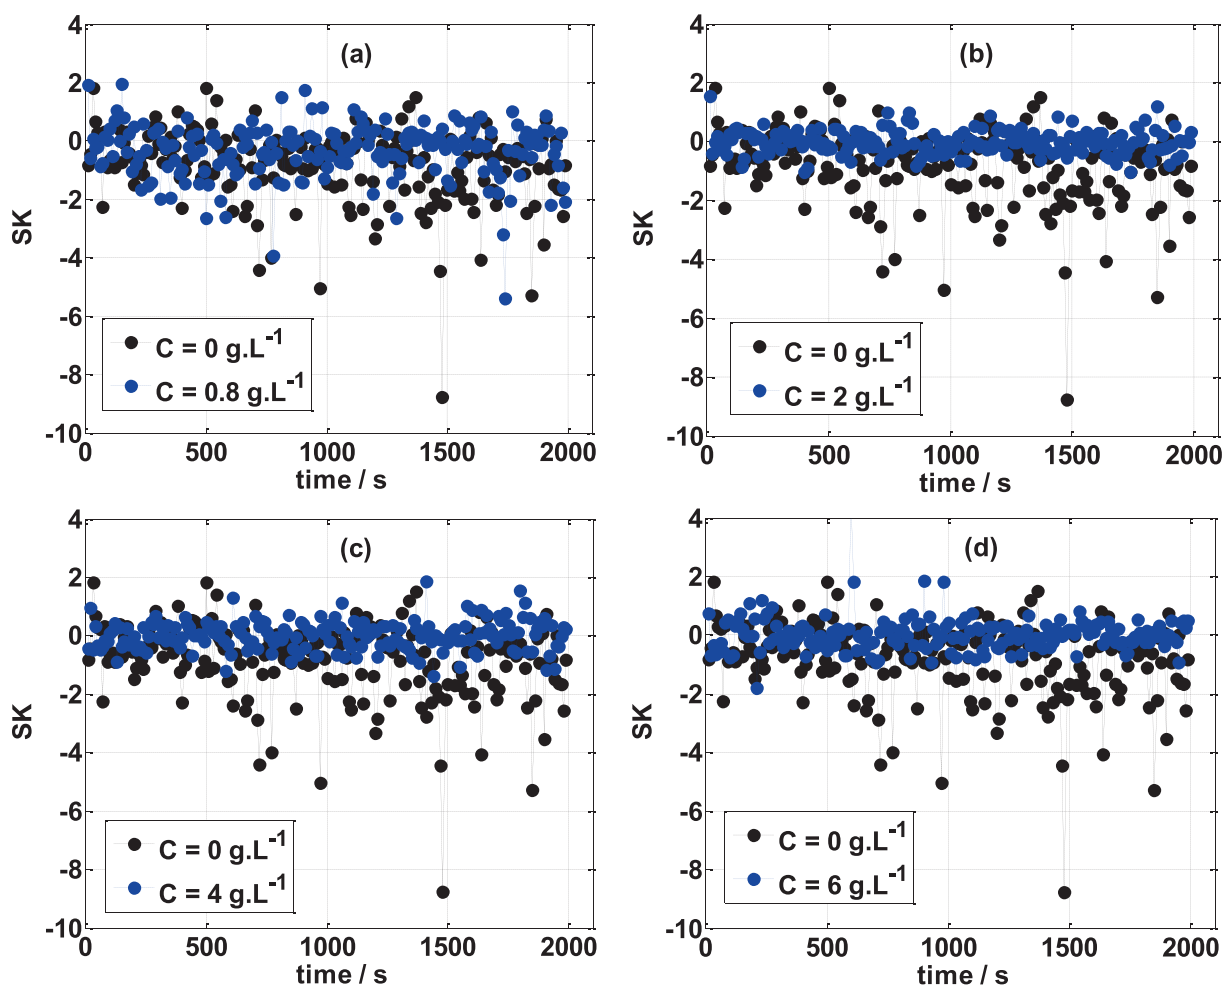 (a)
4
2
0
-2
-4
-6
-8
-10
SK
C = 0 g.L-1
C = 0.8 g.L-1
0 500 1000 1500 2000
time / s
(b)
4
2
0
-2
-4
-6
-8
-10
SK
C = 0 g.L-1
C = 2 g.L-1
0 500 1000 1500 2000
time / s
(c)
4
2
0
-2
-4
-6
-8
-10
SK
C = 0 g.L-1
C = 4 g.L-1
0 500 1000 1500 2000
time / s
(d)
4
2
0
-2
-4
-6
-8
-10
SK
C = 0 g.L-1
C = 6 g.L-1
0 500 1000 1500 2000
time / s